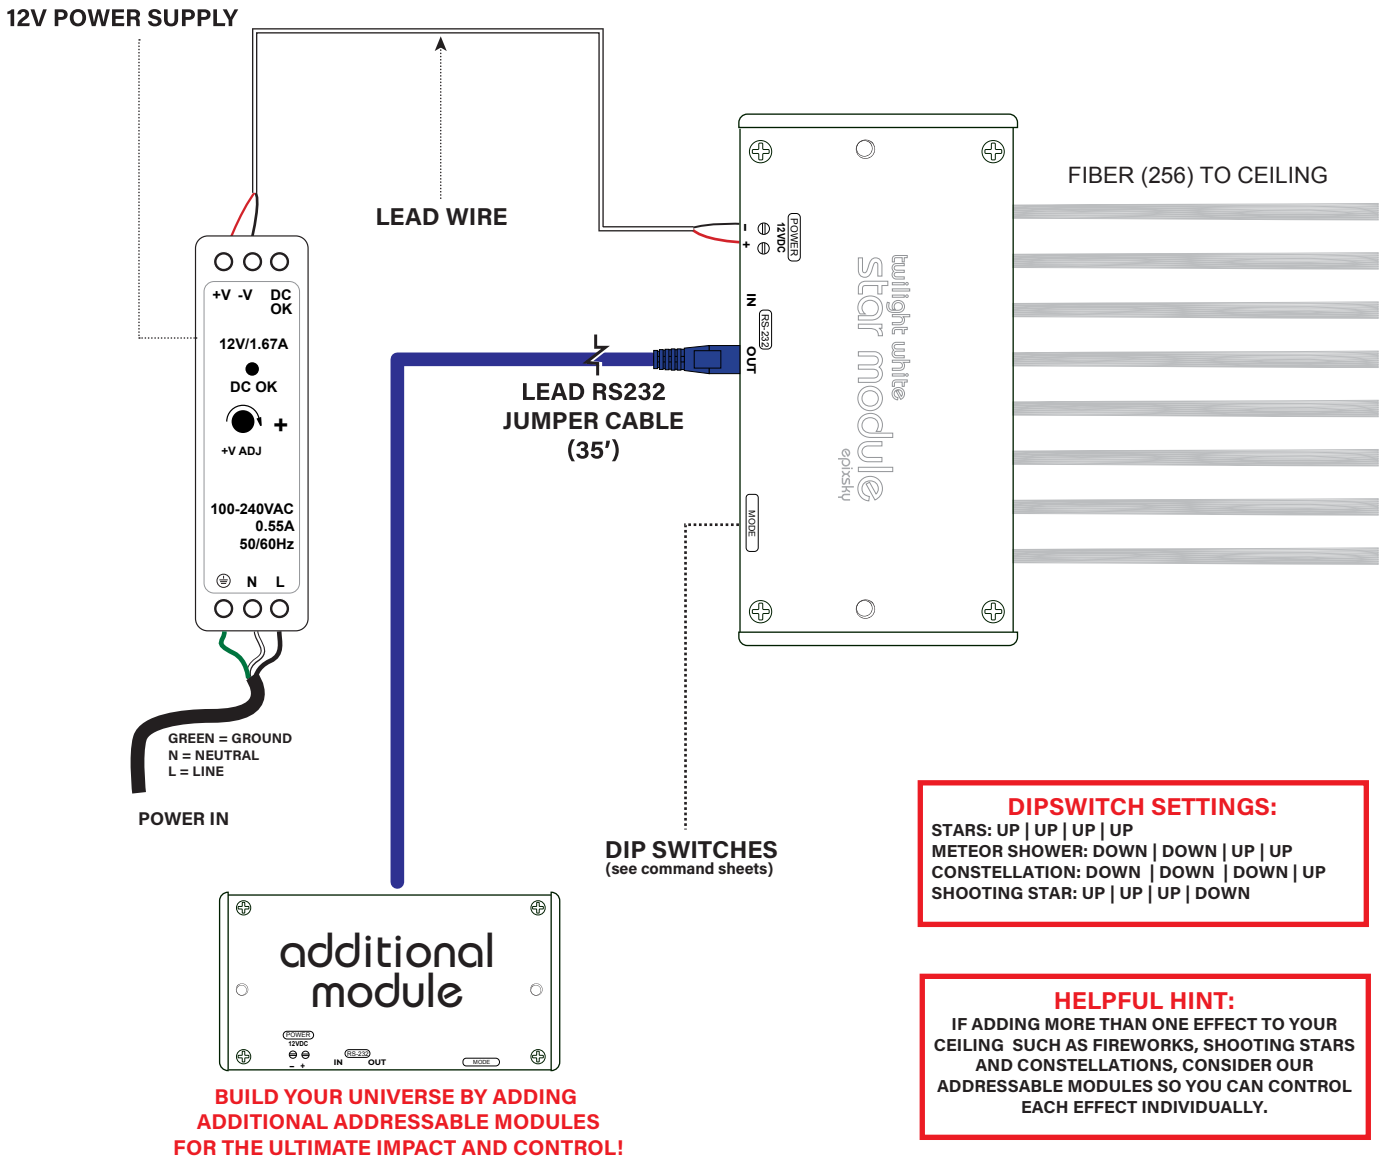 12V POWER SUPPLY
LEAD WIRE
FIBER (256) TO CEILING
+V -V DC
OK
12V/1.67A
DC OK
+
+V ADJ
100-240VAC
0.55A
50/60Hz
N L
GREEN = GROUND
N = NEUTRAL
L = LINE
POWER IN
- +
POWER
12VDC
IN
RS-232
OUT
MODE
twilight white
star module
epixsky
LEAD RS232
JUMPER CABLE
(35')
DIP SWITCHES
(see command sheets)
additional
module
POWER
12VDC
- +
RS-232
IN OUT
MODE
BUILD YOUR UNIVERSE BY ADDING
ADDITIONAL ADDRESSABLE MODULES
FOR THE ULTIMATE IMPACT AND CONTROL!
DIPSWITCH SETTINGS:
STARS: UP | UP | UP | UP
METEOR SHOWER: DOWN | DOWN | UP | UP
CONSTELLATION: DOWN | DOWN | DOWN | UP
SHOOTING STAR: UP | UP | UP | DOWN
HELPFUL HINT:
IF ADDING MORE THAN ONE EFFECT TO YOUR
CEILING SUCH AS FIREWORKS, SHOOTING STARS
AND CONSTELLATIONS, CONSIDER OUR
ADDRESSABLE MODULES SO YOU CAN CONTROL
EACH EFFECT INDIVIDUALLY.